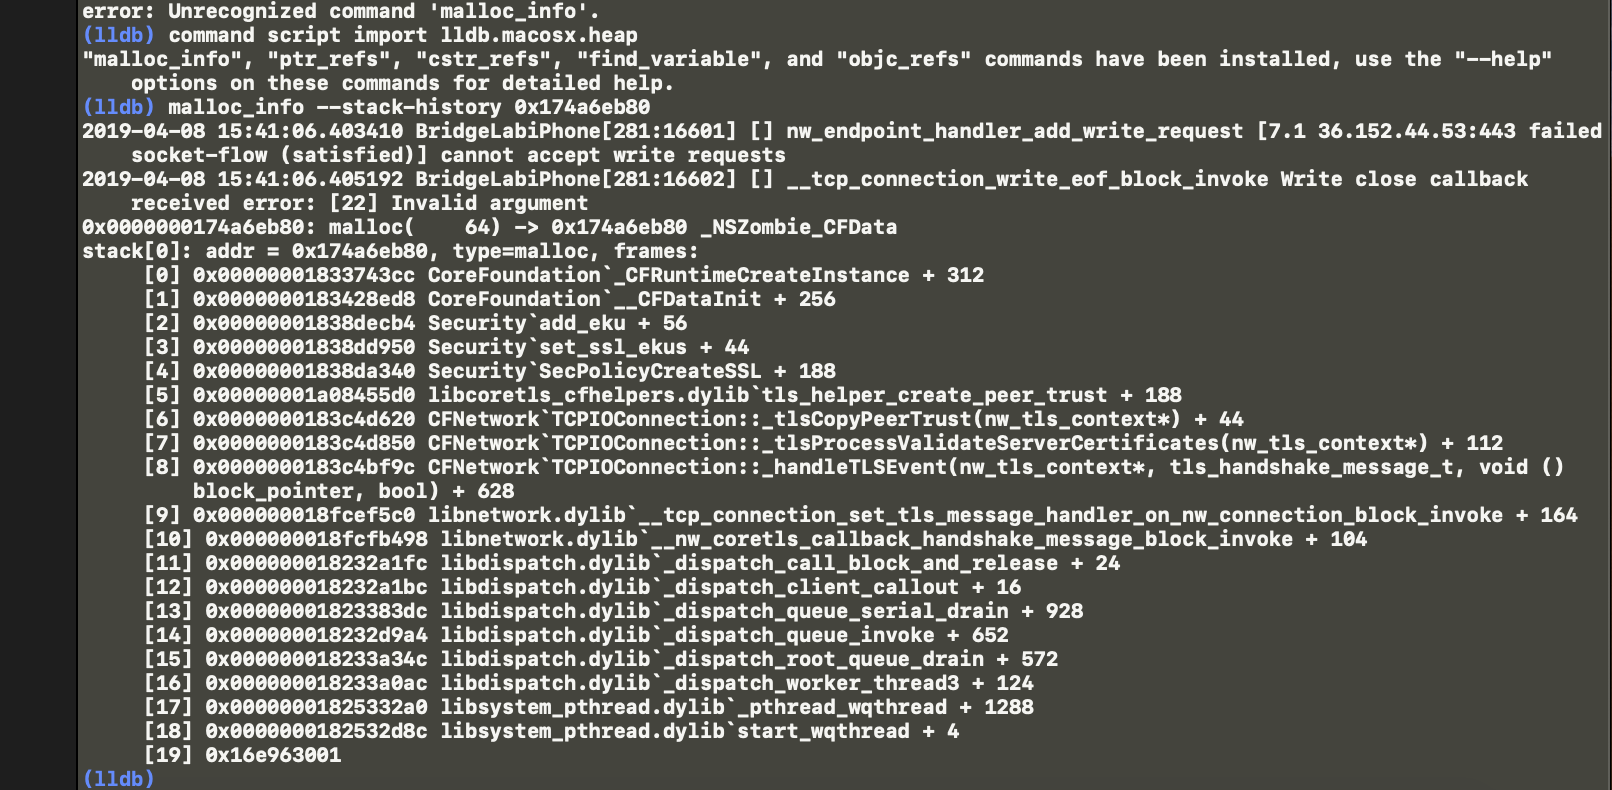 error: Unrecognized command 'malloc_info'.
(lldb) command script import lldb.macosx.heap
"malloc_info", "ptr_refs", "cstr_refs", "find_variable", and "objc_refs" commands have been installed, use the "--help"
options on these commands for detailed help.
(lldb) malloc_info --stack-history 0x174a6eb80
2019-04-08 15:41:06.403410 BridgeLabiPhone[281:16601] [] nw_endpoint_handler_add_write_request [7.1 36.152.44.53:443 failed
socket-flow (satisfied)] cannot accept write requests
2019-04-08 15:41:06.405192 BridgeLabiPhone[281:16602] [] __tcp_connection_write_eof_block_invoke Write close callback
received error: [22] Invalid argument
0x0000000174a6eb80: malloc(    64) -> 0x174a6eb80 _NSZombie_CFData
stack[0]: addr = 0x174a6eb80, type=malloc, frames:
[0] 0x00000001833743cc CoreFoundation`_CFRuntimeCreateInstance + 312
[1] 0x0000000183428ed8 CoreFoundation`__CFDataInit + 256
[2] 0x00000001838decb4 Security`add_eku + 56
[3] 0x00000001838dd950 Security`set_ssl_ekus + 44
[4] 0x00000001838da340 Security`SecPolicyCreateSSL + 188
[5] 0x00000001a08455d0 libcoretls_cfhelpers.dylib`tls_helper_create_peer_trust + 188
[6] 0x0000000183c4d620 CFNetwork`TCPIOConnection::_tlsCopyPeerTrust(nw_tls_context*) + 44
[7] 0x0000000183c4d850 CFNetwork`TCPIOConnection::_tlsProcessValidateServerCertificates(nw_tls_context*) + 112
[8] 0x0000000183c4bf9c CFNetwork`TCPIOConnection::_handleTLSEvent(nw_tls_context*, tls_handshake_message_t, void ()
block_pointer, bool) + 628
[9] 0x000000018fcef5c0 libnetwork.dylib`__tcp_connection_set_tls_message_handler_on_nw_connection_block_invoke + 164
[10] 0x000000018fcfb498 libnetwork.dylib`__nw_coretls_callback_handshake_message_block_invoke + 104
[11] 0x000000018232a1fc libdispatch.dylib`_dispatch_call_block_and_release + 24
[12] 0x000000018232a1bc libdispatch.dylib`_dispatch_client_callout + 16
[13] 0x00000001823383dc libdispatch.dylib`_dispatch_queue_serial_drain + 928
[14] 0x000000018232d9a4 libdispatch.dylib`_dispatch_queue_invoke + 652
[15] 0x000000018233a34c libdispatch.dylib`_dispatch_root_queue_drain + 572
[16] 0x000000018233a0ac libdispatch.dylib`_dispatch_worker_thread3 + 124
[17] 0x00000001825332a0 libsystem_pthread.dylib`_pthread_wqthread + 1288
[18] 0x0000000182532d8c libsystem_pthread.dylib`start_wqthread + 4
[19] 0x16e963001
(lldb)